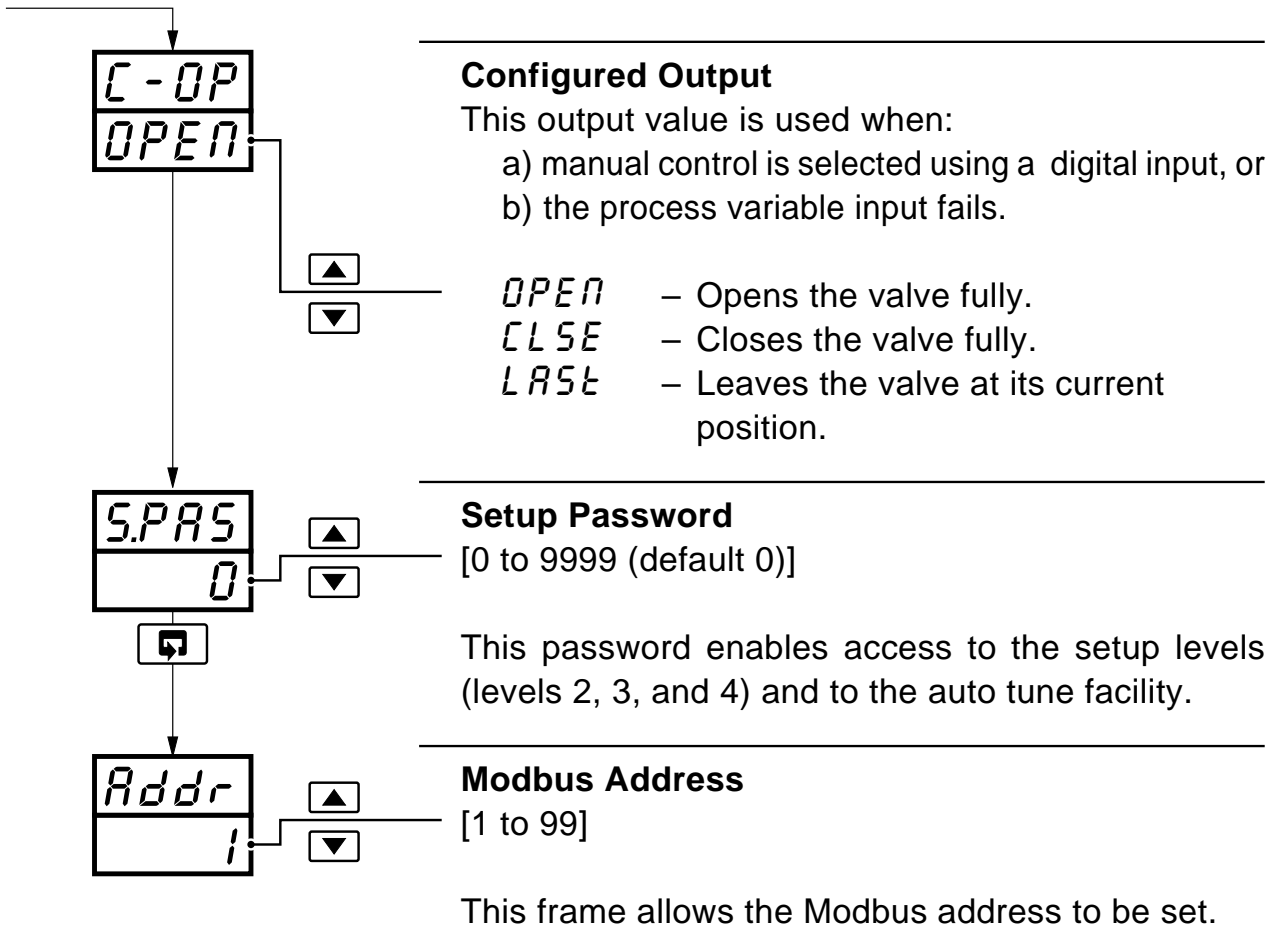 C-OP
OPEN
Configured Output
This output value is used when:
a) manual control is selected using a digital input, or
b) the process variable input fails.
OPEN – Opens the valve fully.
CLSE – Closes the valve fully.
LASt – Leaves the valve at its current
position.
S.PAS
0
Setup Password
[0 to 9999 (default 0)]
This password enables access to the setup levels
(levels 2, 3, and 4) and to the auto tune facility.
Addr
1
Modbus Address
[1 to 99]
This frame allows the Modbus address to be set.